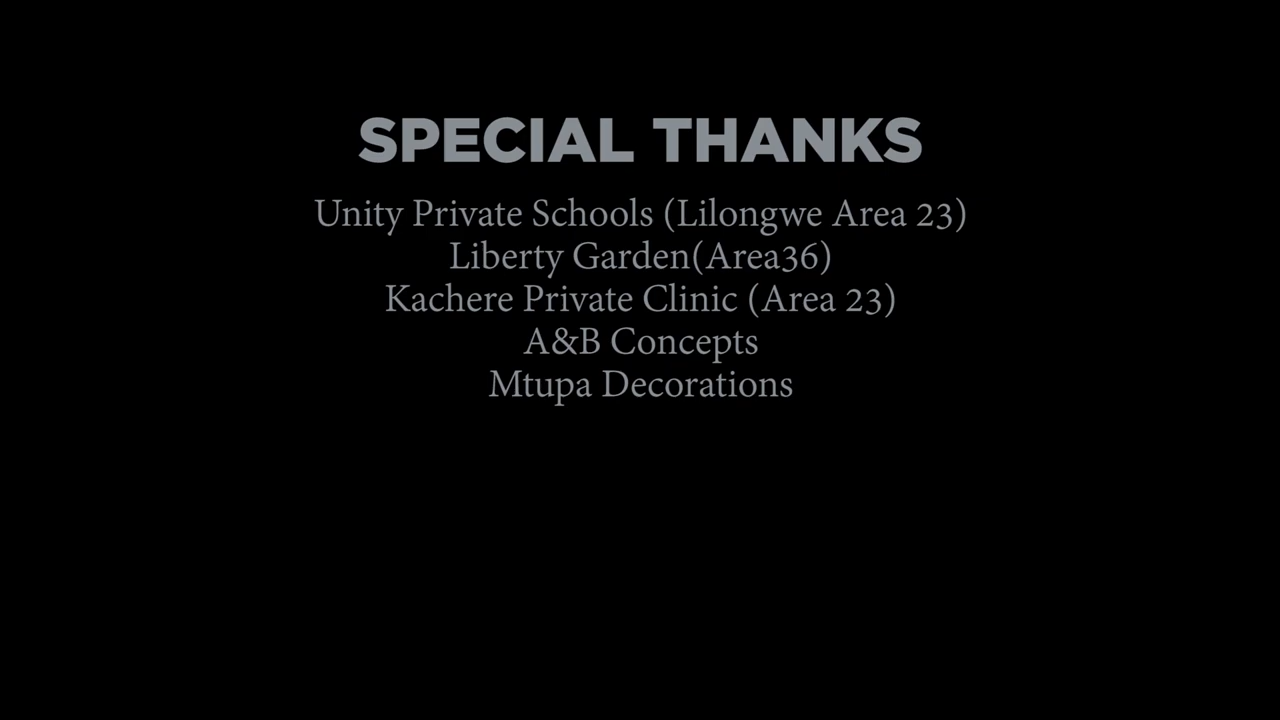 SPECIAL THANKS
Unity Private Schools (Lilongwe Area 23)
Liberty Garden(Area36)
Kachere Private Clinic (Area 23)
A&B Concepts
Mtupa Decorations